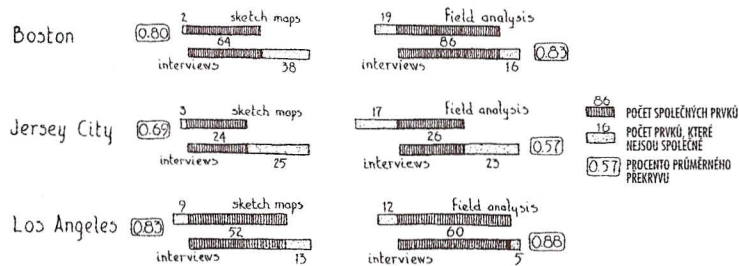 2 sketch maps
19 Field analysis
Boston 0.80 64
86 0.83
interviews 38
interviews 16
3 sketch maps
17 Field analysis
Jersey City 0.69 24
26 0.57
interviews 25
interviews 23
9 sketch maps
12 Field analysis
Los Angeles 0.83 52
60 0.88
interviews 13
interviews 5
86 POČET SPOLEČNÝCH PRVKŮ
16 POČET PRVKŮ, KTERÉ
NEJSOU SPOLEČNÉ
0.57 PROCENTO PRŮMĚRNÉHO
PŘEKRYVU